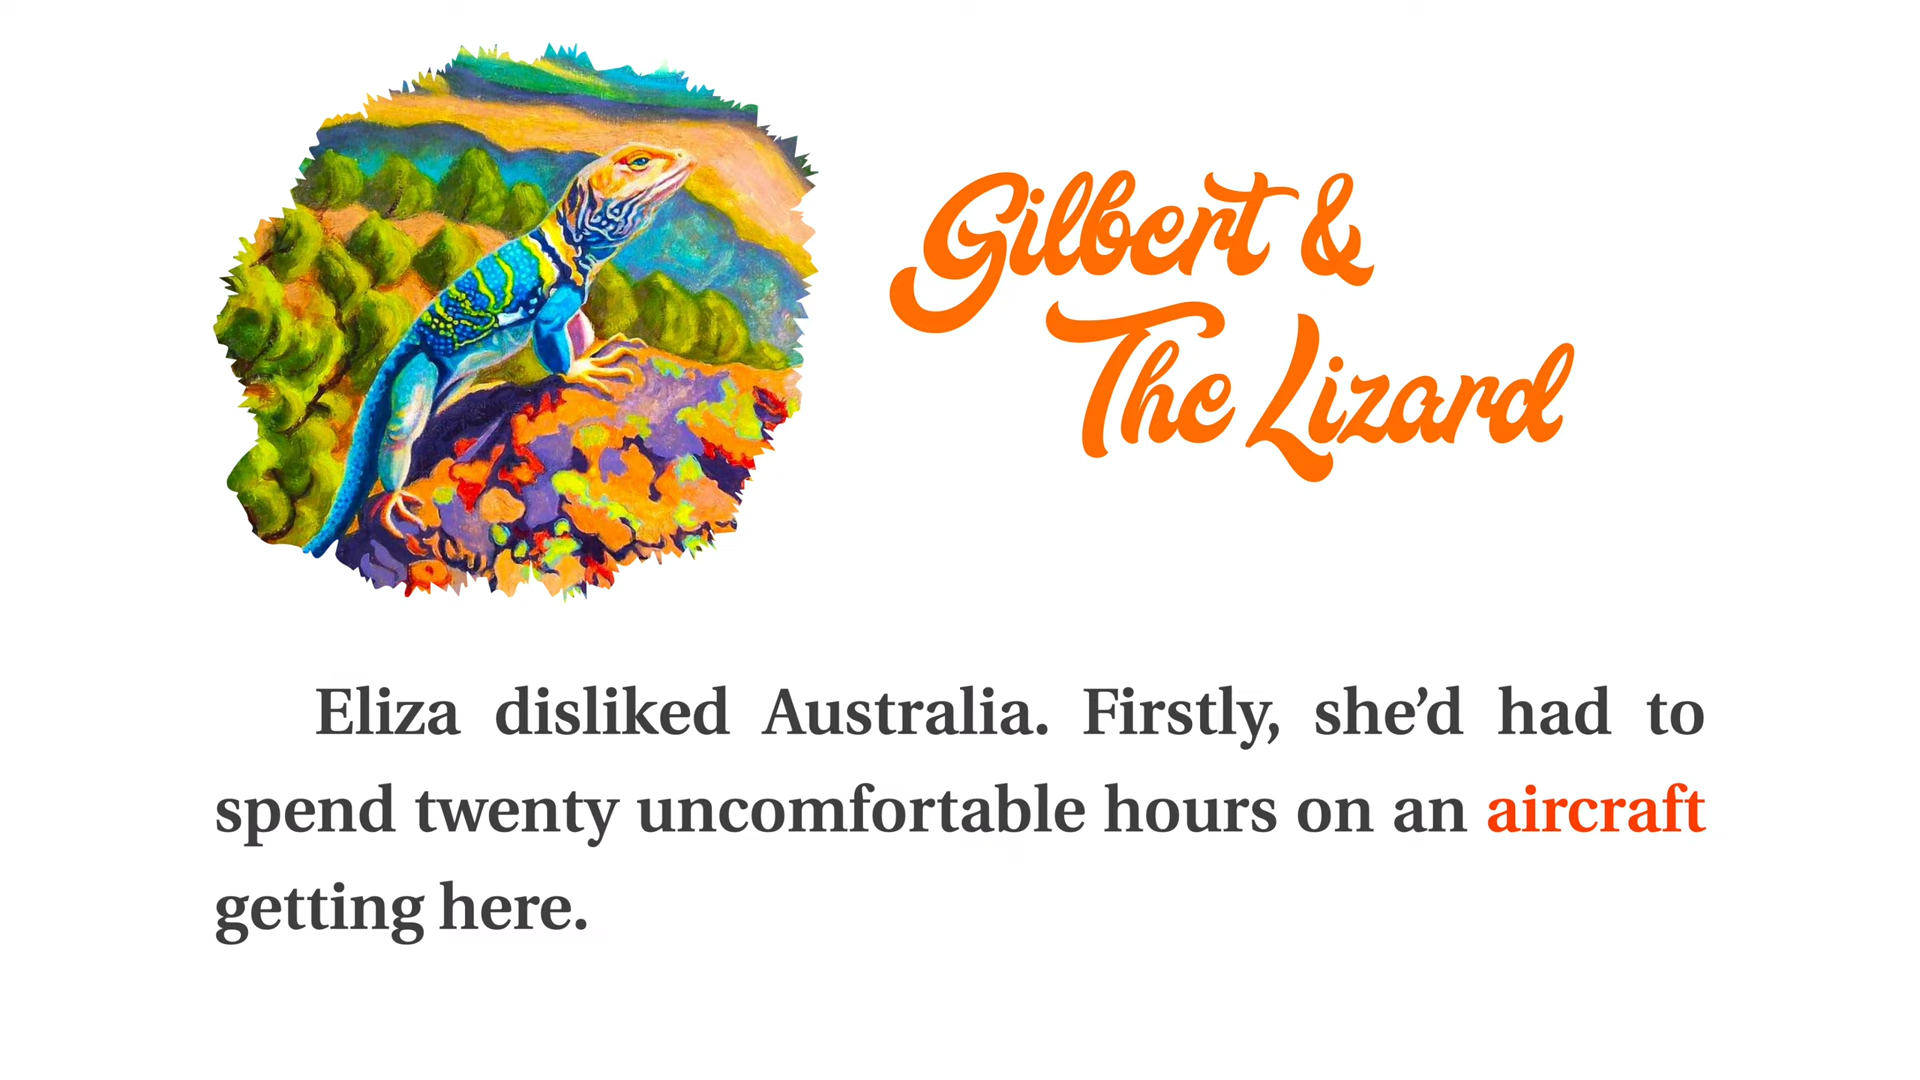 Gilbert &
The Lizard
Eliza disliked Australia. Firstly, she’d had to
spend twenty uncomfortable hours on an aircraft
getting here.